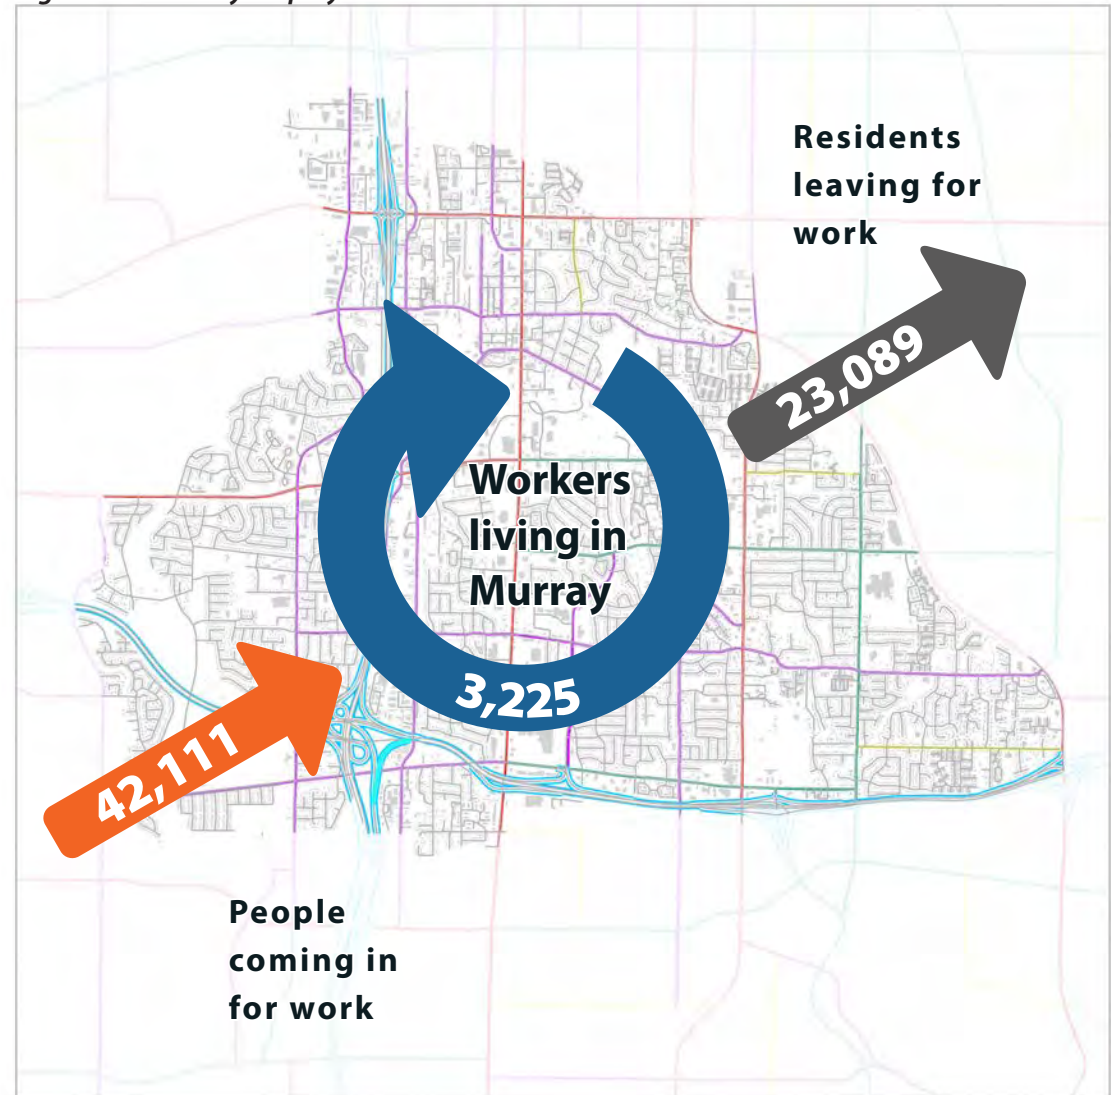 Residents
leaving for
work
23,089
Workers
living in
Murray
3,225
42,111
People
coming in
for work